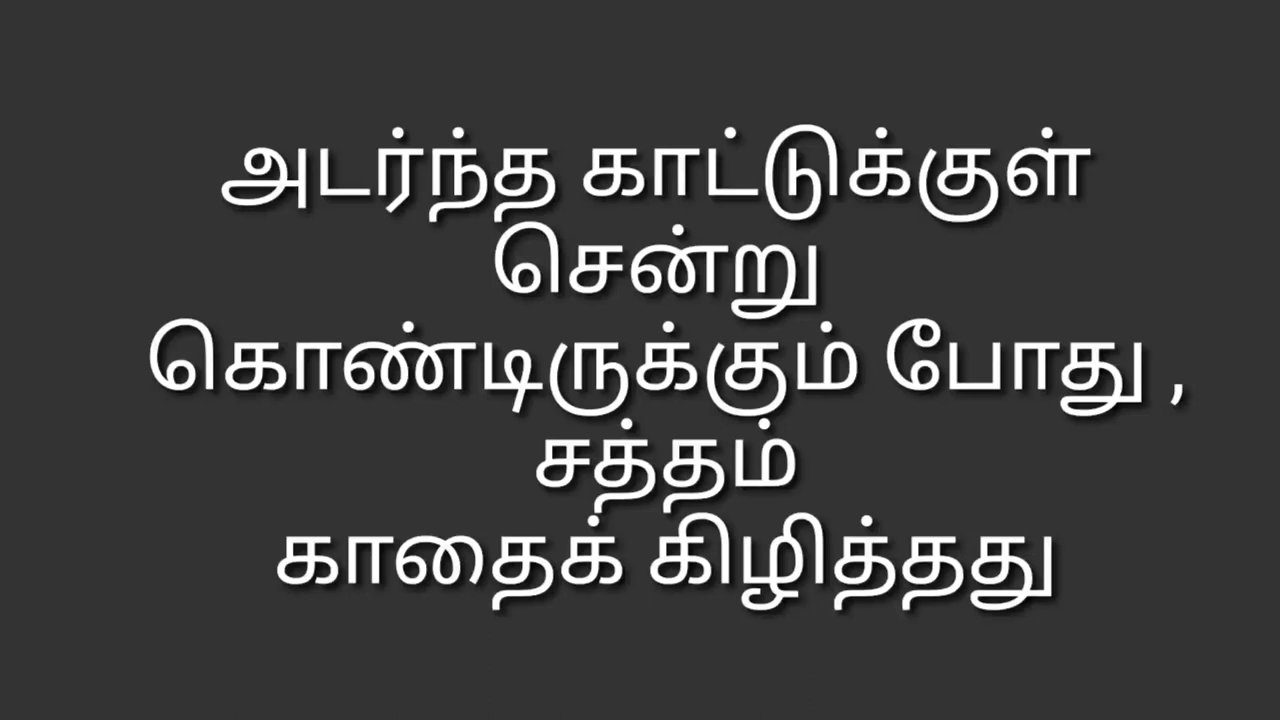 அடர்ந்த காட்டுக்குள்
சென்று
கொண்டிருக்கும் போது ,
சத்தம்
காதைக் கிழித்தது